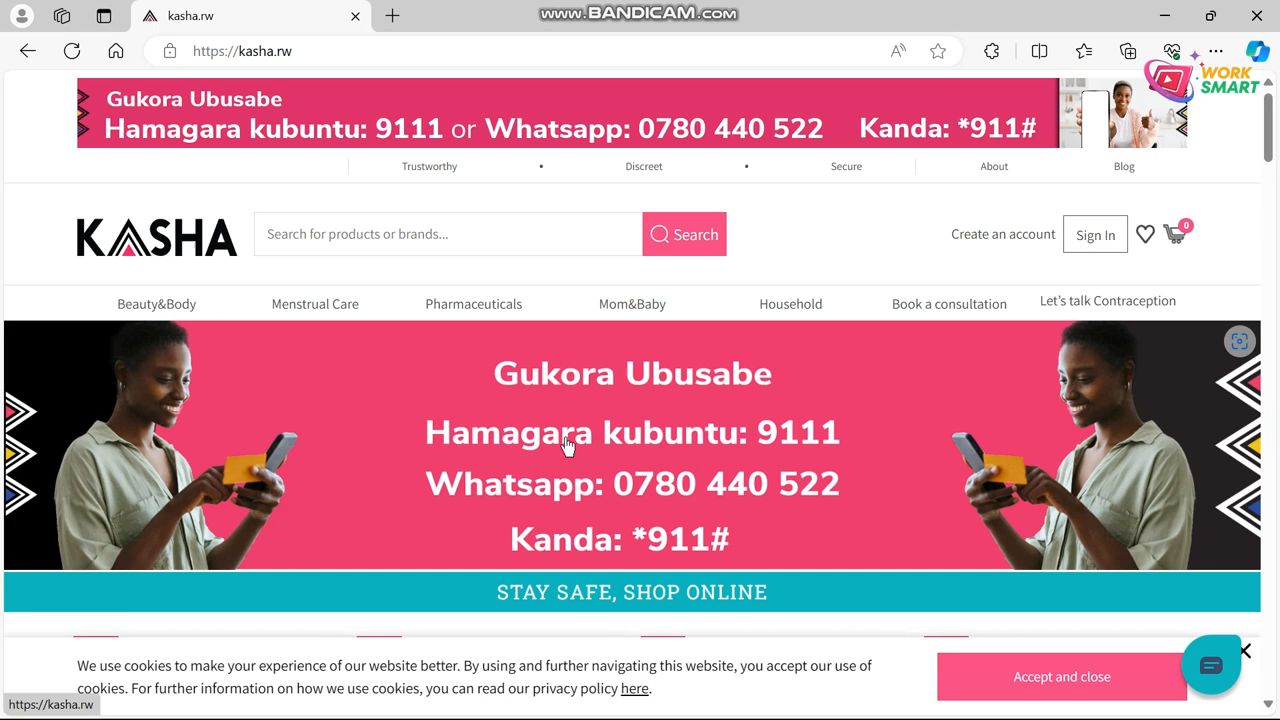 www.BANDICAM.com
kasha.rw
https://kasha.rw
WORK
SMART
Gukora Ubusabe
Hamagara kubuntu: 9111 or Whatsapp: 0780 440 522 Kanda: *911#
Trustworthy • Discreet • Secure About Blog
KASHA
Search for products or brands...
Search
Create an account
Sign In
0
Beauty&Body Menstrual Care Pharmaceuticals Mom&Baby Household Book a consultation Let's talk Contraception
Gukora Ubusabe
Hamagara kubuntu: 9111
Whatsapp: 0780 440 522
Kanda: *911#
STAY SAFE, SHOP ONLINE
We use cookies to make your experience of our website better. By using and further navigating this website, you accept our use of
cookies. For further information on how we use cookies, you can read our privacy policy here.
Accept and close
https://kasha.rw